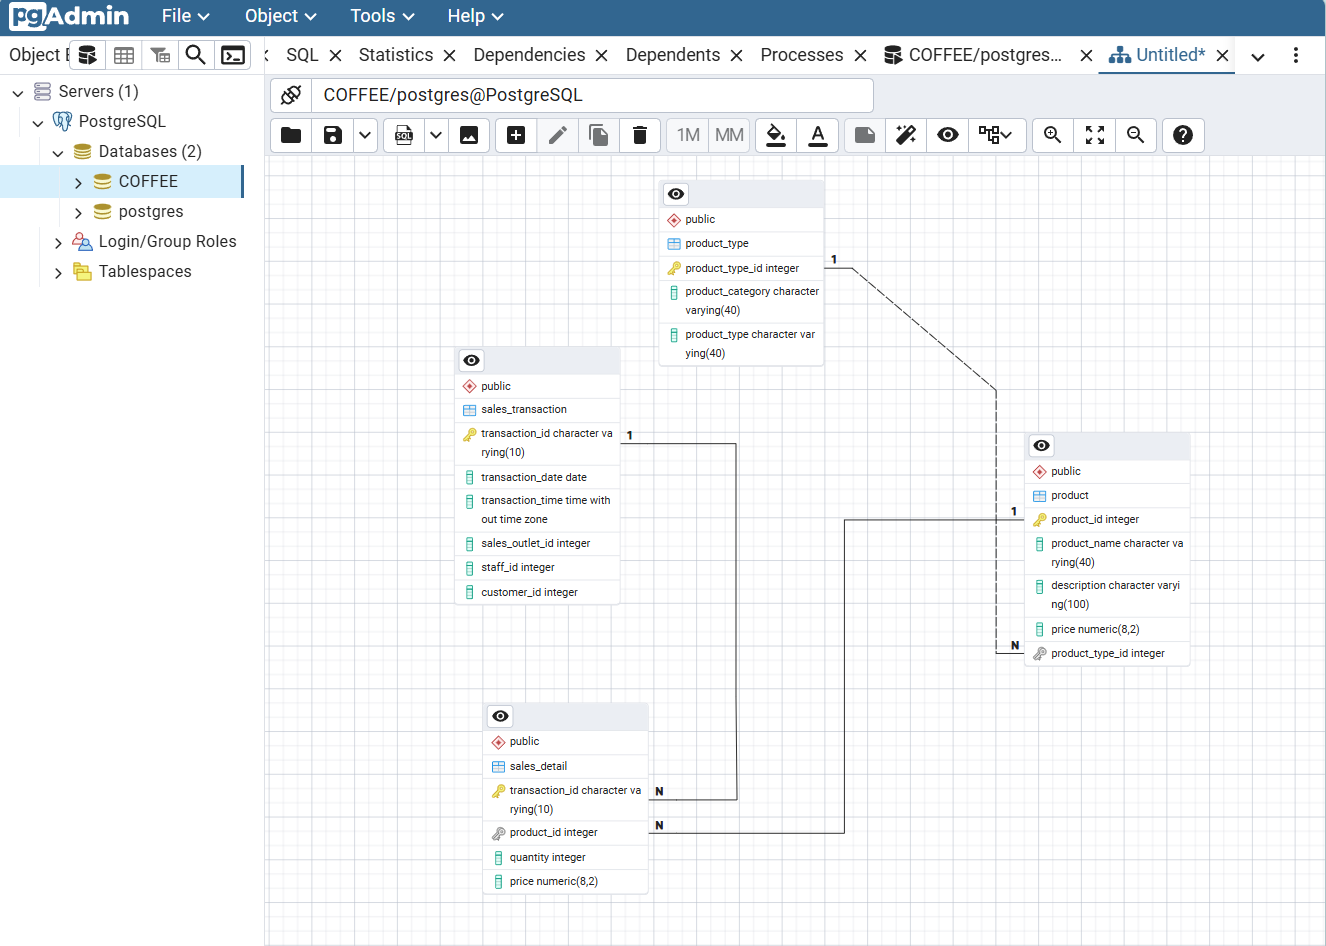 pgAdmin File Object Tools Help
Object E SQL Statistics Dependencies Dependents Processes COFFEE/postgres... Untitled*
Servers (1)
PostgreSQL
Databases (2)
COFFEE
postgres
Login/Group Roles
Tablespaces
COFFEE/postgres@PostgreSQL
SQL 1M MM A
public
product_type
product_type_id integer
product_category character
varying(40)
product_type character var
ying(40)
1
public
sales_transaction
transaction_id character va
rying(10)
transaction_date date
transaction_time time with
out time zone
sales_outlet_id integer
staff_id integer
customer_id integer
1
public
product
1
product_id integer
product_name character va
rying(40)
description character varyi
ng(100)
price numeric(8,2)
N
product_type_id integer
public
sales_detail
transaction_id character va
rying(10)
N
product_id integer
N
quantity integer
price numeric(8,2)